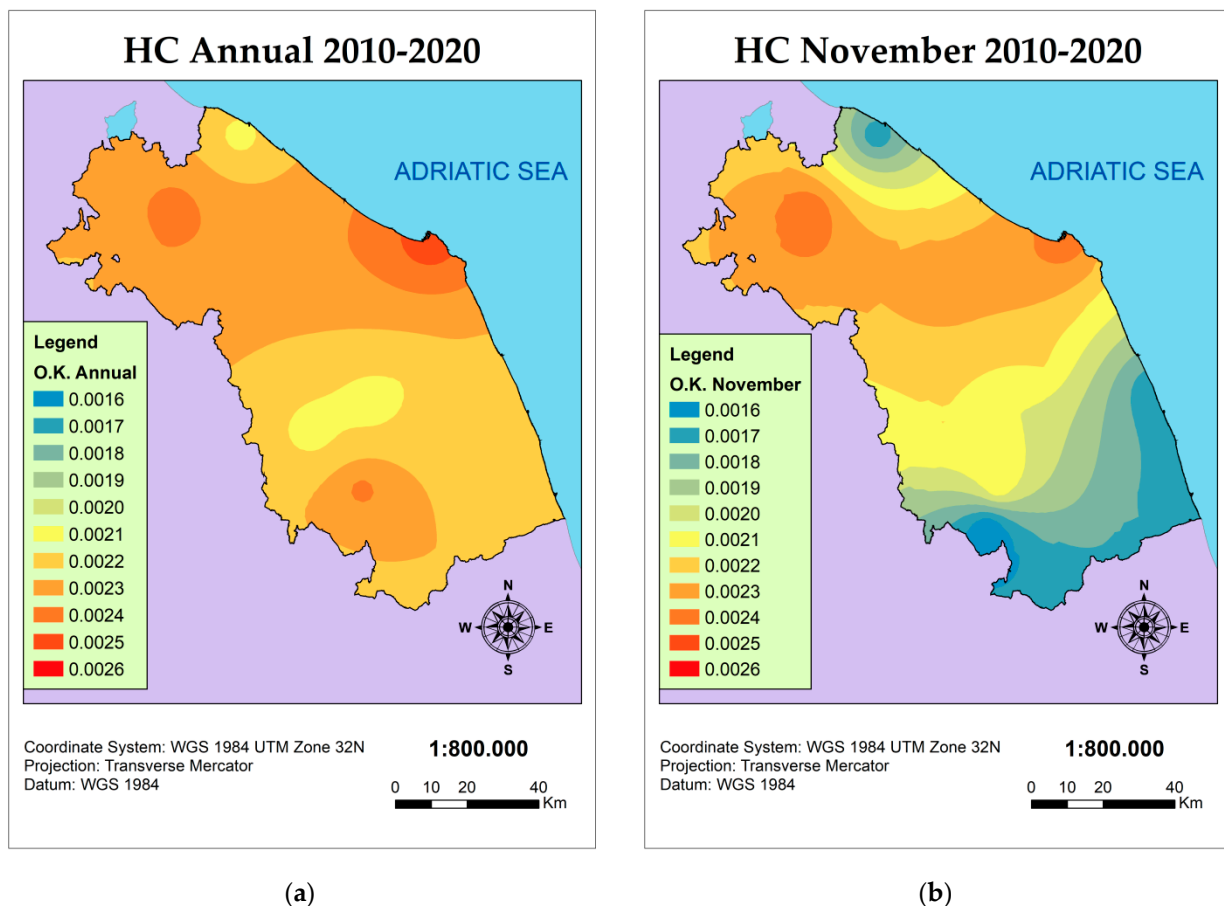 HC Annual 2010-2020
ADRIATIC SEA
Legend
O.K. Annual
0.0016
0.0017
0.0018
0.0019
0.0020
0.0021
0.0022
0.0023
0.0024
0.0025
0.0026
N
W E
S
Coordinate System: WGS 1984 UTM Zone 32N
Projection: Transverse Mercator
Datum: WGS 1984
1:800.000
0 10 20 40
Km
(a)
HC November 2010-2020
ADRIATIC SEA
Legend
O.K. November
0.0016
0.0017
0.0018
0.0019
0.0020
0.0021
0.0022
0.0023
0.0024
0.0025
0.0026
N
W E
S
Coordinate System: WGS 1984 UTM Zone 32N
Projection: Transverse Mercator
Datum: WGS 1984
1:800.000
0 10 20 40
Km
(b)